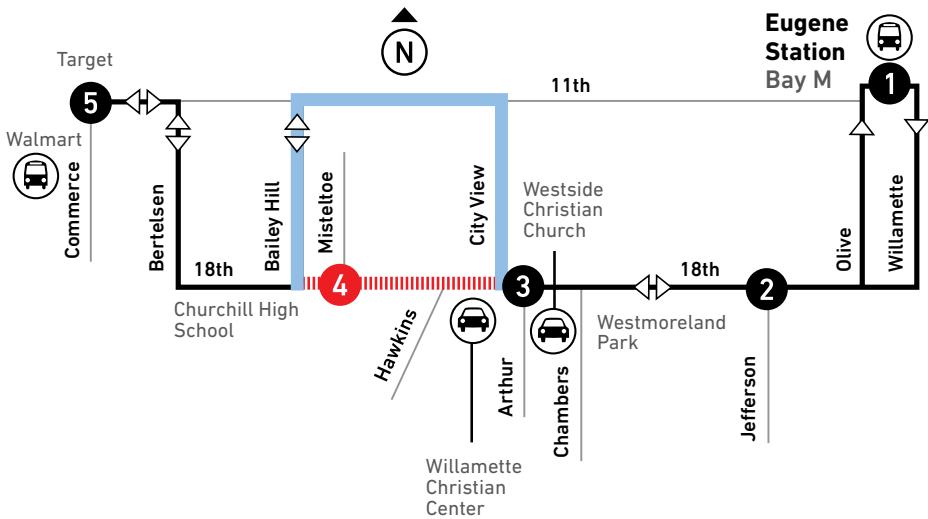 N
Eugene
Station
Bay M
1
Target
5
11th
Walmart
Commerce
Bertelsen
Bailey Hill
Misteltoe
City View
Westside
Christian
Church
Olive
Willamette
18th
4
3
18th
2
Churchill High
School
Hawkins
Arthur
Chambers
Westmoreland
Park
Jefferson
Willamette
Christian
Center